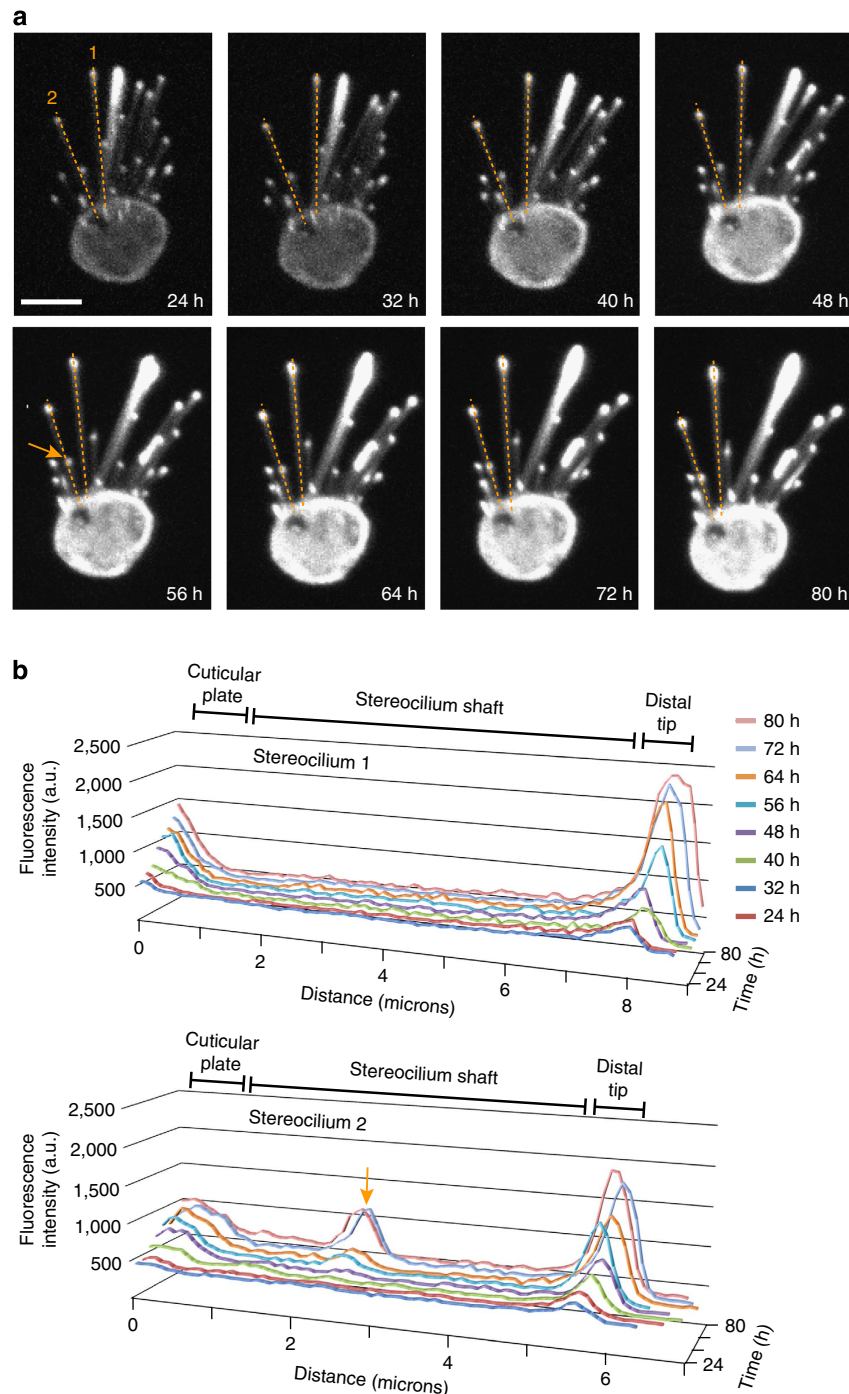 a
1
2
24 h
32 h
40 h
48 h
56 h
64 h
72 h
80 h
b
Cuticular
plate
Stereocilium shaft
Distal
tip
Fluorescence
intensity (a.u.)
2,500
2,000
1,500
1,000
500
Stereocilium 1
0
2
4
6
8
Distance (microns)
80
24
Time (h)
80 h
72 h
64 h
56 h
48 h
40 h
32 h
24 h
Cuticular
plate
Stereocilium shaft
Distal
tip
Fluorescence
intensity (a.u.)
2,500
2,000
1,500
1,000
500
Stereocilium 2
0
2
4
6
Distance (microns)
80
24
Time (h)